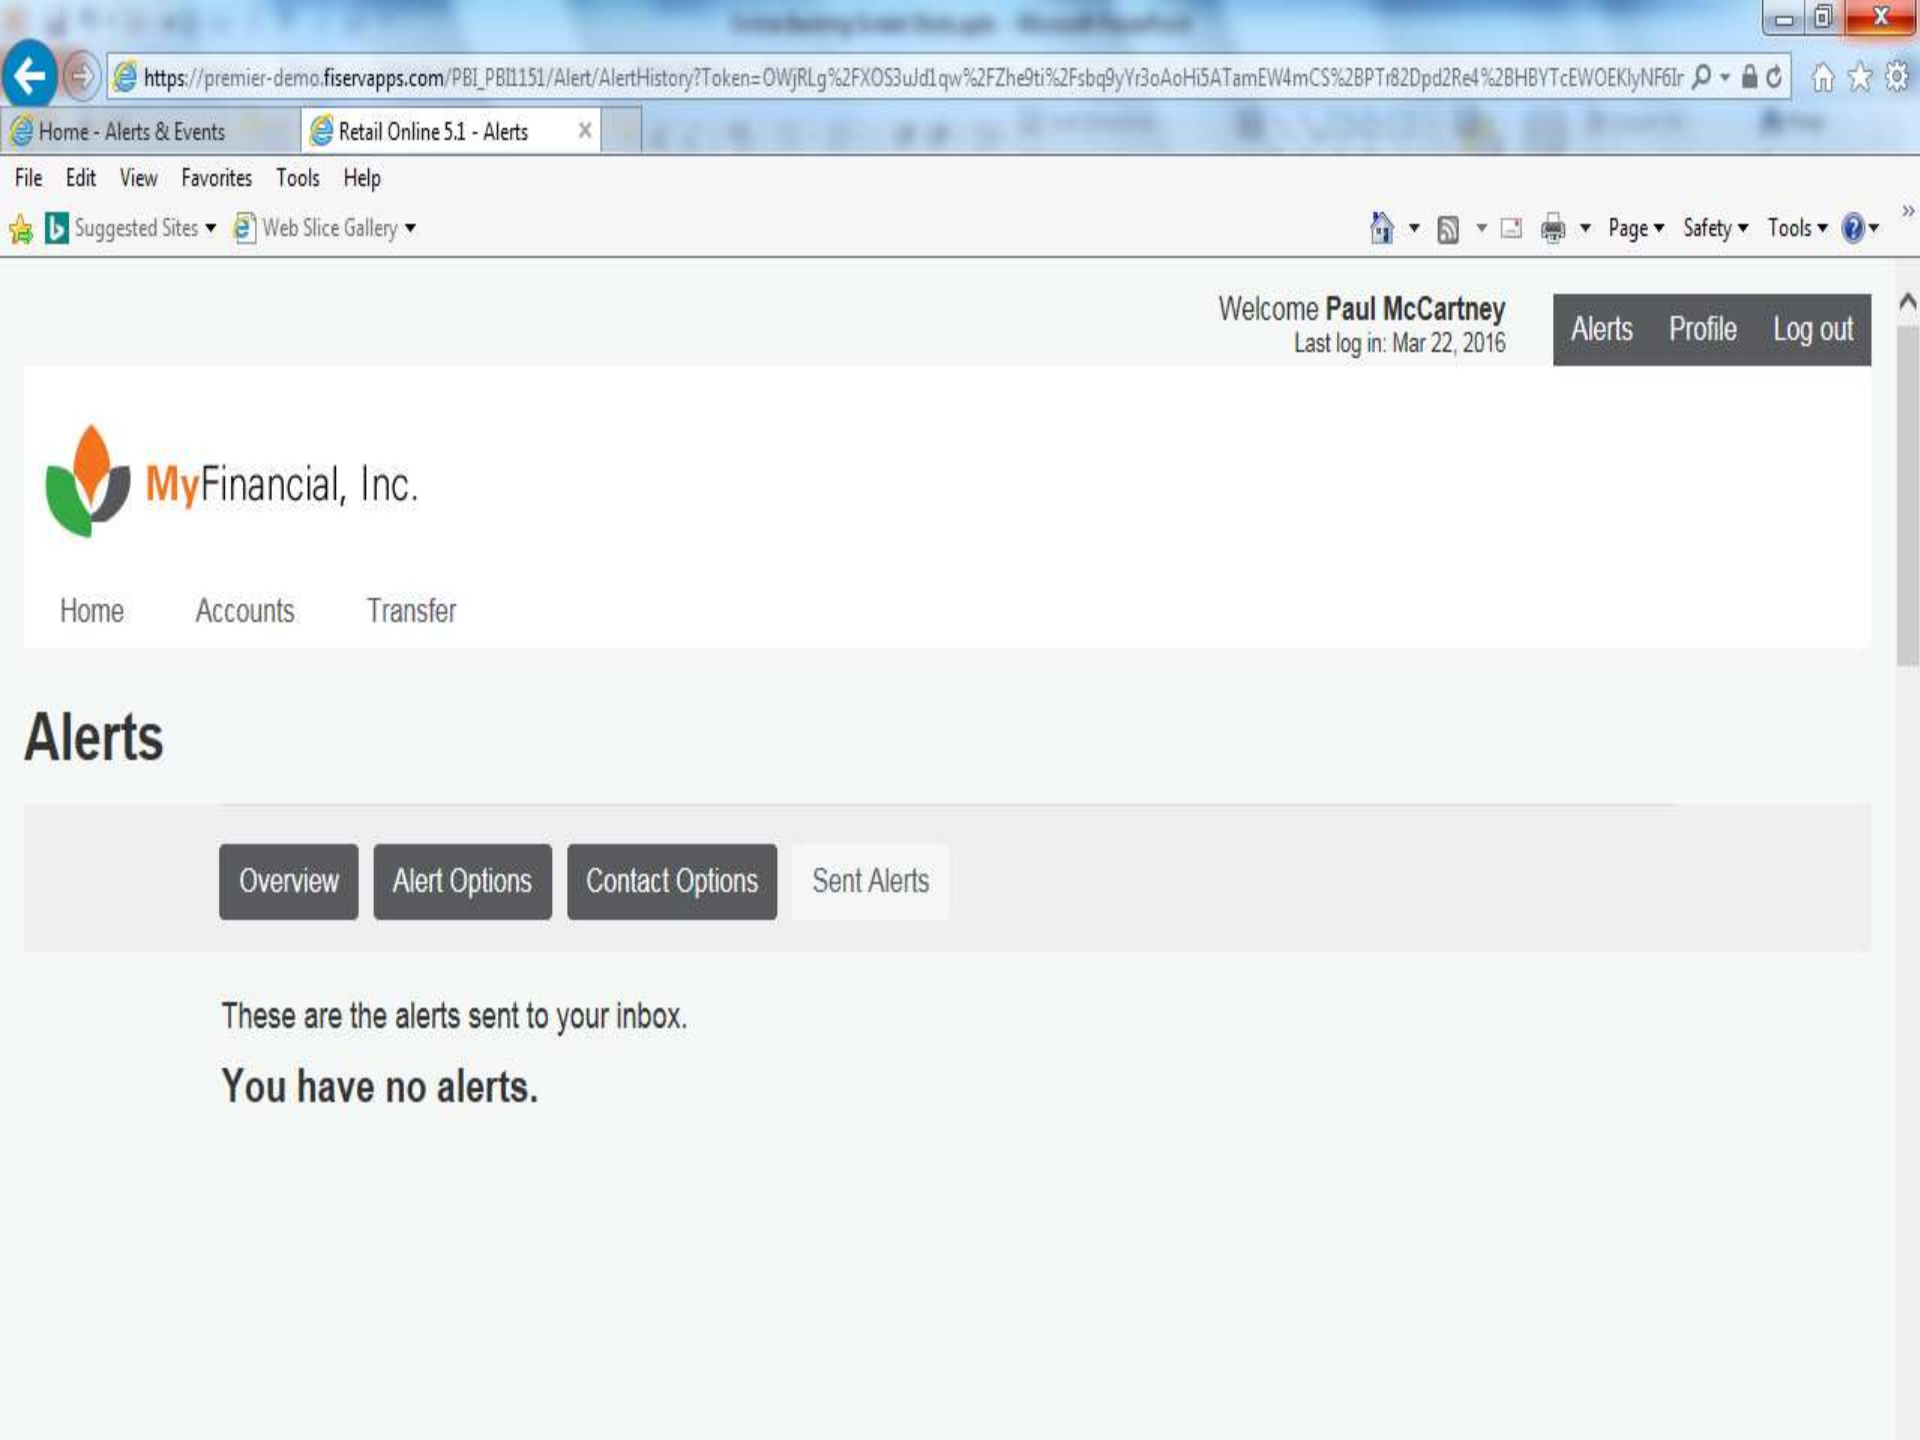 https://premier-demo.fiservapps.com/PBI_PBI1151/Alert/AlertHistory?Token=OWjRLg%2FXOS3uJd1qw%2FZhe9ti%2Fsbq9yYr3oAoHi5ATamEW4mCS%2BPTr82Dpd2Re4%2BHBYTcEWOEKlyNF6Ir
Home - Alerts & Events
Retail Online 5.1 - Alerts
File Edit View Favorites Tools Help
Suggested Sites Web Slice Gallery Page Safety Tools
Welcome Paul McCartney
Last log in: Mar 22, 2016
Alerts Profile Log out
MyFinancial, Inc.
Home Accounts Transfer
Alerts
Overview Alert Options Contact Options Sent Alerts
These are the alerts sent to your inbox.
You have no alerts.